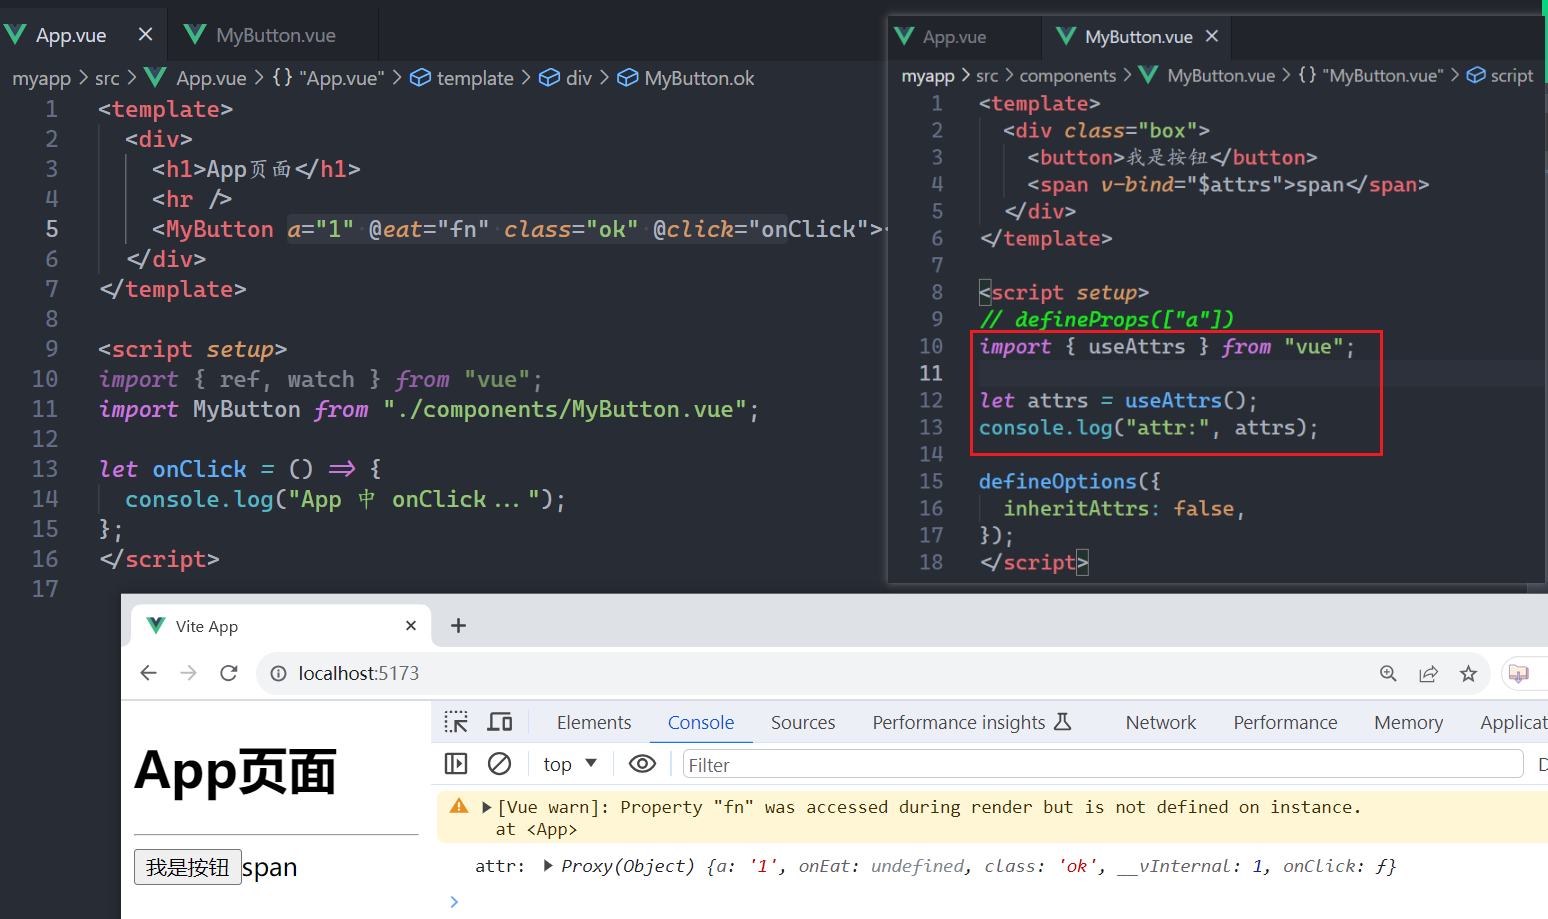 App.vue
MyButton.vue
myapp > src > App.vue > {} "App.vue" > template > div > MyButton.ok
1 <template>
2 <div>
3 <h1>App页面</h1>
4 <hr />
5 <MyButton a="1" @eat="fn" class="ok" @click="onClick"><
6 </div>
7 </template>
8
9 <script setup>
10 import { ref, watch } from "vue";
11 import MyButton from "./components/MyButton.vue";
12
13 let onClick = () => {
14 console.log("App 中 onClick...");
15 };
16 </script>
17
App.vue
MyButton.vue
myapp > src > components > MyButton.vue > {} "MyButton.vue" > script
1 <template>
2 <div class="box">
3 <button>我是按钮</button>
4 <span v-bind="$attrs">span</span>
5 </div>
6 </template>
7
8 <script setup>
9 // defineProps(["a"])
10 import { useAttrs } from "vue";
11
12 let attrs = useAttrs();
13 console.log("attr:", attrs);
14
15 defineOptions({
16 inheritAttrs: false,
17 });
18 </script>
Vite App
localhost:5173
App页面
我是按钮 span
Elements Console Sources Performance insights Network Performance Memory Applicat
top Filter D
[Vue warn]: Property "fn" was accessed during render but is not defined on instance.
at <App>
attr: Proxy(Object) {a: '1', onEat: undefined, class: 'ok', __vInternal: 1, onClick: ƒ}